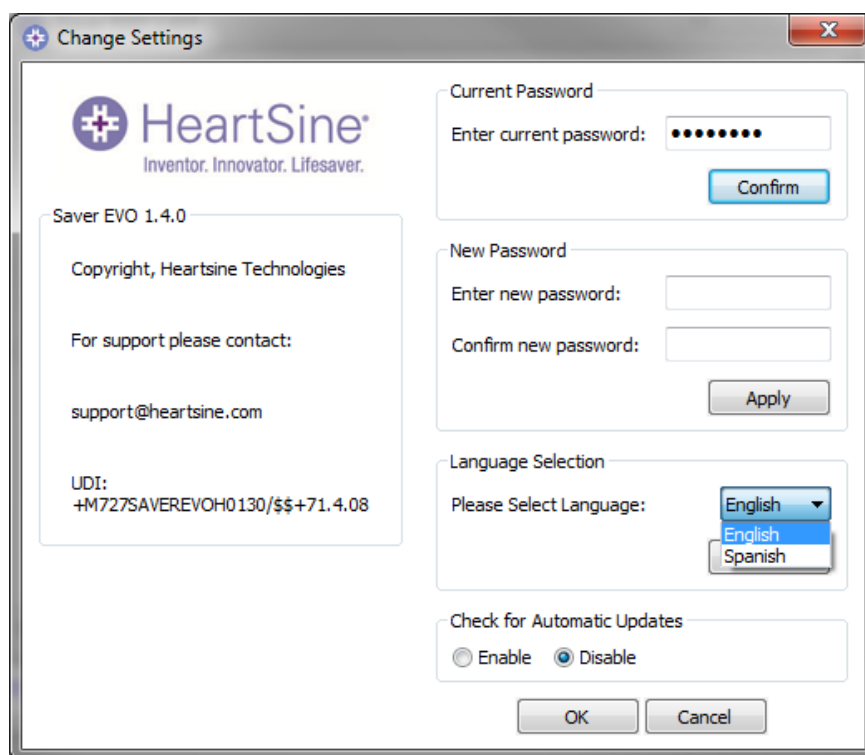 Change Settings
HeartSine®
Inventor. Innovator. Lifesaver.
Saver EVO 1.4.0
Copyright, Heartsine Technologies
For support please contact:
support@heartsine.com
UDI:
+M727SAVEREVOH0130/$$+71.4.08
Current Password
Enter current password: ••••••••
Confirm
New Password
Enter new password:
Confirm new password:
Apply
Language Selection
Please Select Language: English
English
Spanish
Check for Automatic Updates
Enable Disable
OK Cancel